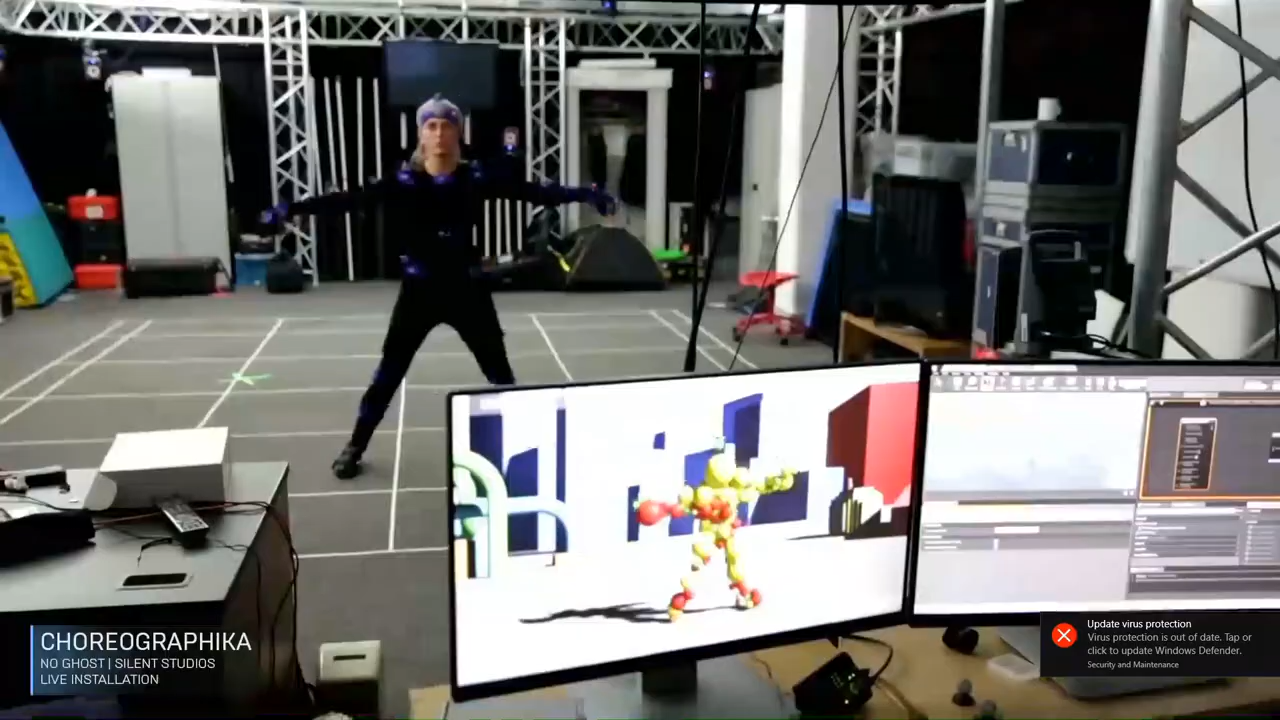 CHOREOGRAPHIKA
NO GHOST | SILENT STUDIOS
LIVE INSTALLATION
Update virus protection
Virus protection is out of date. Tap or
click to update Windows Defender.
Security and Maintenance